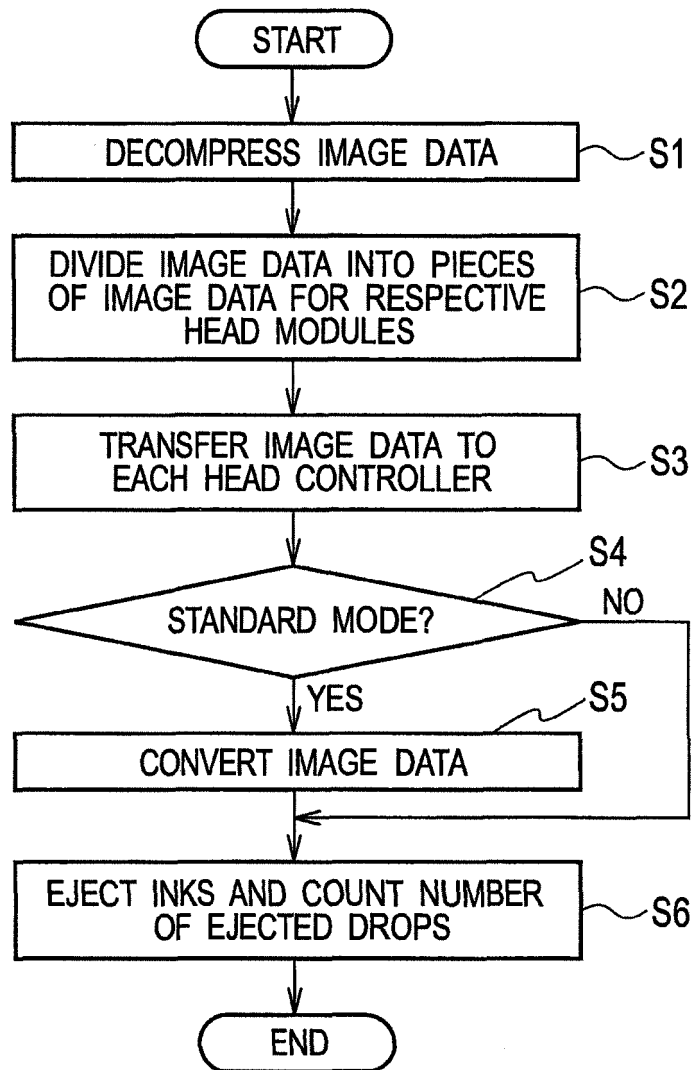 START
DECOMPRESS IMAGE DATA
S1
DIVIDE IMAGE DATA INTO PIECES
OF IMAGE DATA FOR RESPECTIVE
HEAD MODULES
S2
TRANSFER IMAGE DATA TO
EACH HEAD CONTROLLER
S3
S4
STANDARD MODE?
NO
YES
S5
CONVERT IMAGE DATA
EJECT INKS AND COUNT NUMBER
OF EJECTED DROPS
S6
END